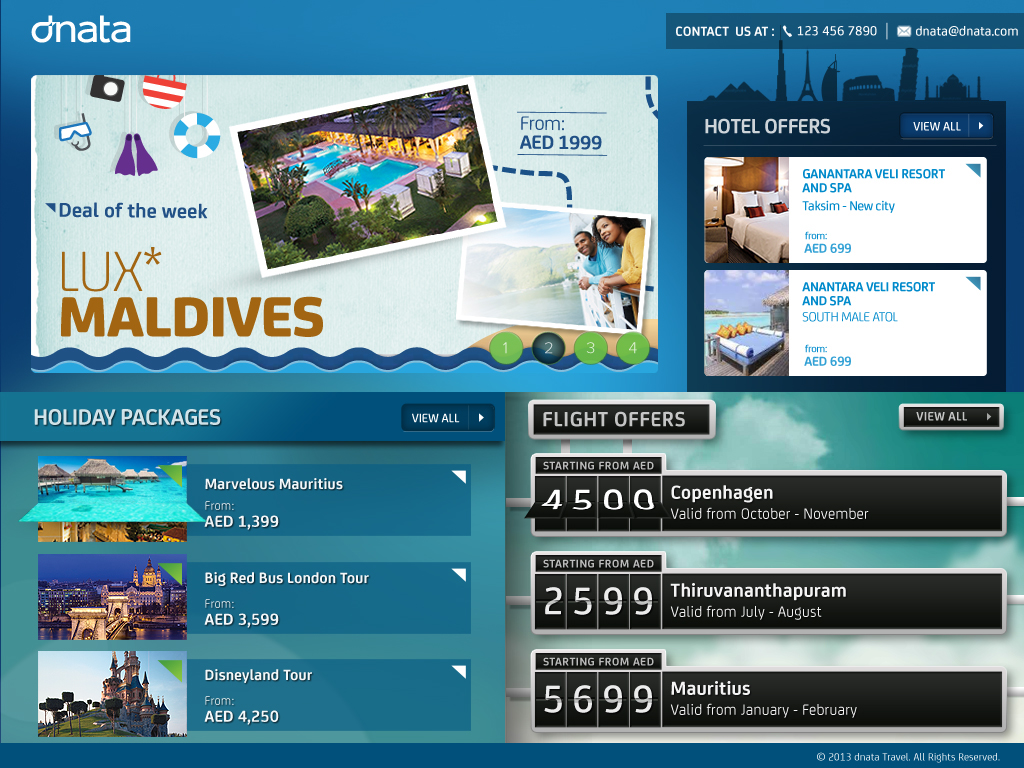 dnata
CONTACT US AT : 123 456 7890 | dnata@dnata.com
From:
AED 1999
Deal of the week
LUX*
MALDIVES
1 2 3 4
HOTEL OFFERS
VIEW ALL
GANANTARA VELI RESORT
AND SPA
Taksim - New city
from:
AED 699
ANANTARA VELI RESORT
AND SPA
SOUTH MALE ATOL
from:
AED 699
HOLIDAY PACKAGES
VIEW ALL
Marvelous Mauritius
From:
AED 1,399
Big Red Bus London Tour
From:
AED 3,599
Disneyland Tour
From:
AED 4,250
FLIGHT OFFERS
VIEW ALL
STARTING FROM AED
4500
Copenhagen
Valid from October - November
STARTING FROM AED
2599
Thiruvananthapuram
Valid from July - August
STARTING FROM AED
5699
Mauritius
Valid from January - February
© 2013 dnata Travel. All Rights Reserved.